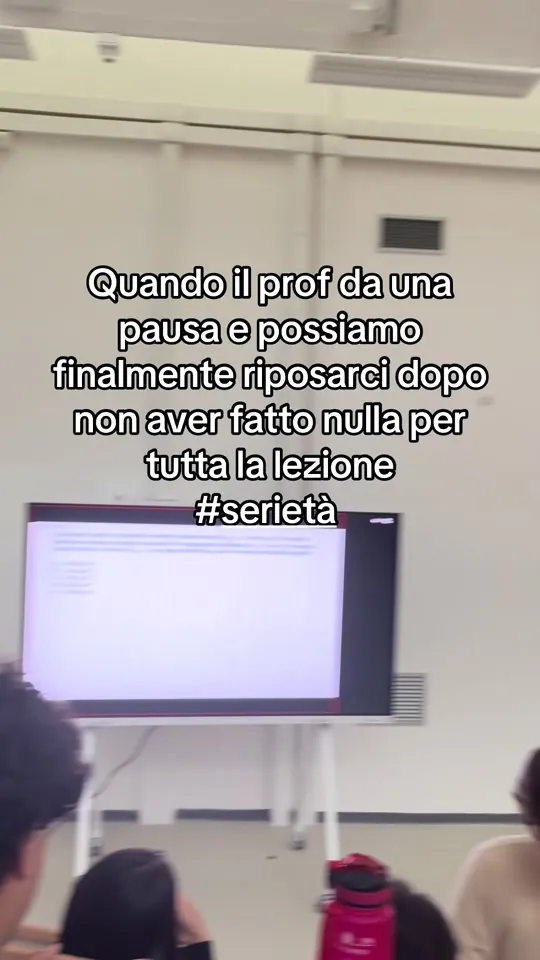 Quando il prof da una
pausa e possiamo
finalmente riposarci dopo
non aver fatto nulla per
tutta la lezione
#serietà